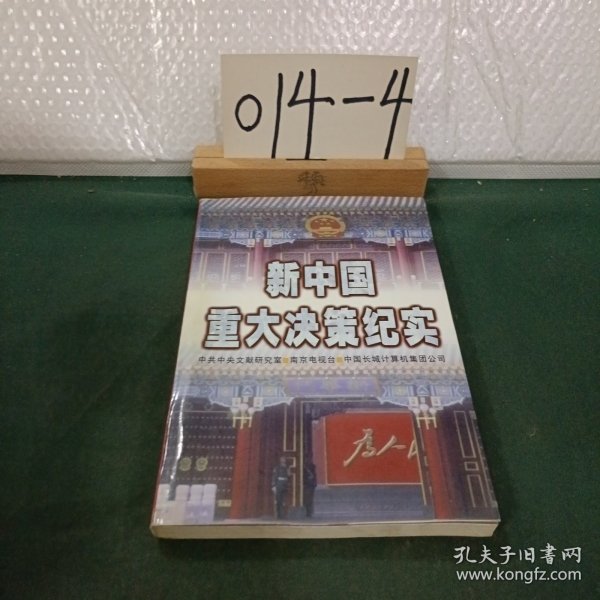 014-4
新中国
重大决策纪实
中共中央文献研究室■南京电视台■中国长城计算机集团公司
为人
孔夫子旧书网
www.kongfz.com